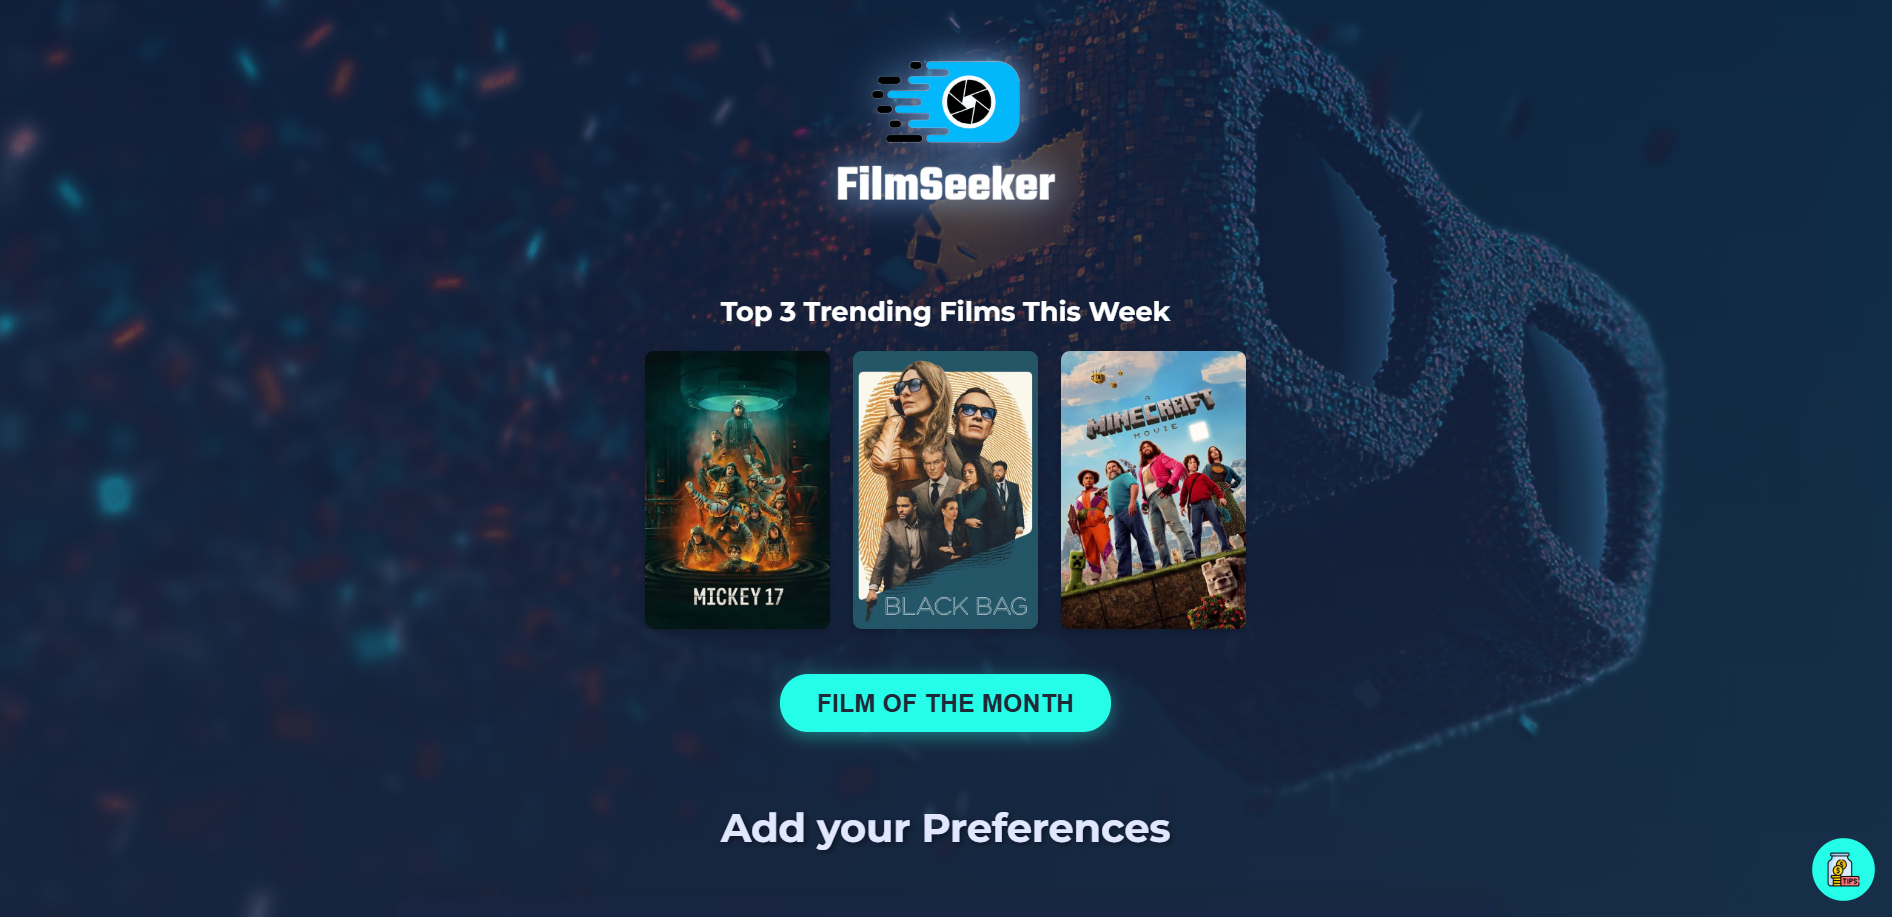 FilmSeeker
Top 3 Trending Films This Week
MICKEY 17
BLACK BAG
A
MINECRAFT
MOVIE
FILM OF THE MONTH
Add your Preferences
TIPS